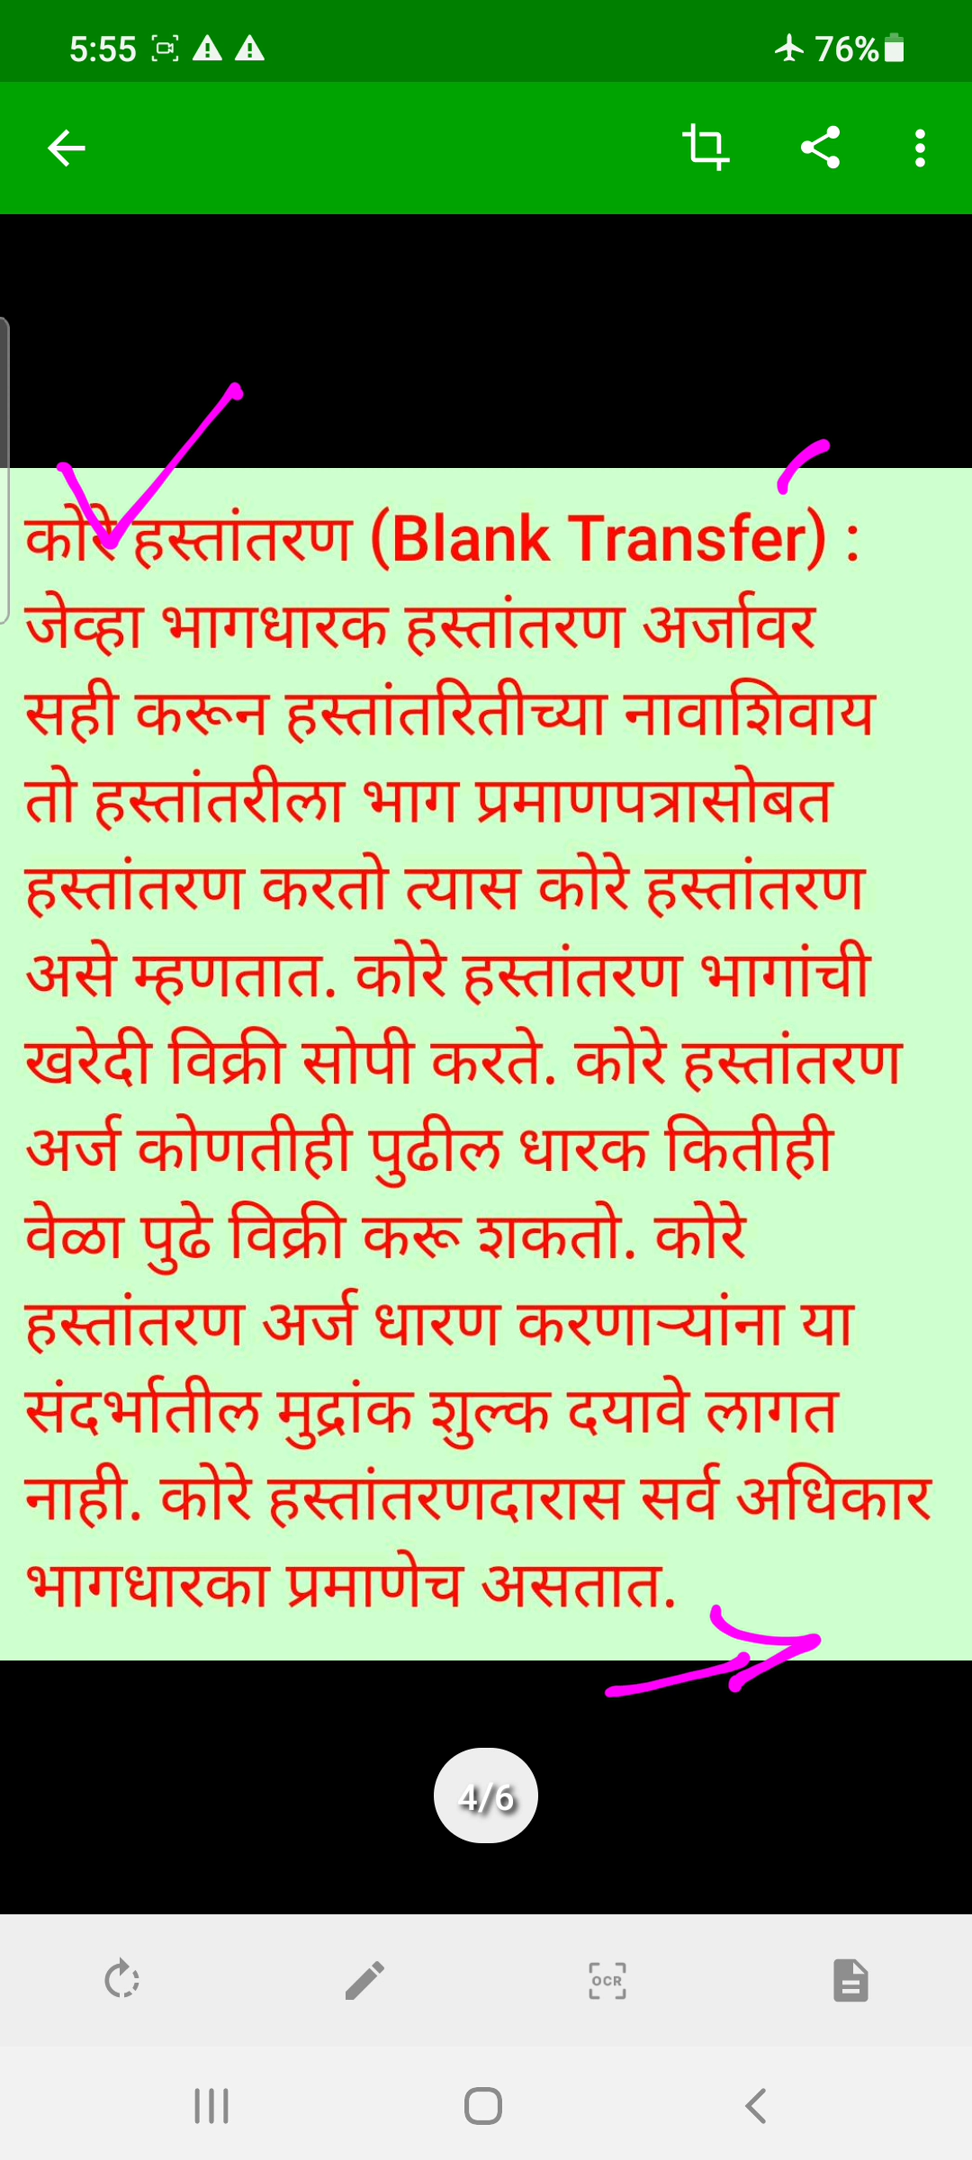 5:55 76%
कोरे हस्तांतरण (Blank Transfer) :
जेव्हा भागधारक हस्तांतरण अर्जावर
सही करून हस्तांतरितीच्या नावाशिवाय
तो हस्तांतरीला भाग प्रमाणपत्रासोबत
हस्तांतरण करतो त्यास कोरे हस्तांतरण
असे म्हणतात. कोरे हस्तांतरण भागांची
खरेदी विक्री सोपी करते. कोरे हस्तांतरण
अर्ज कोणतीही पुढील धारक कितीही
वेळा पुढे विक्री करू शकतो. कोरे
हस्तांतरण अर्ज धारण करणाऱ्यांना या
संदर्भातील मुद्रांक शुल्क दयावे लागत
नाही. कोरे हस्तांतरणदारास सर्व अधिकार
भागधारका प्रमाणेच असतात.
4/6
OCR